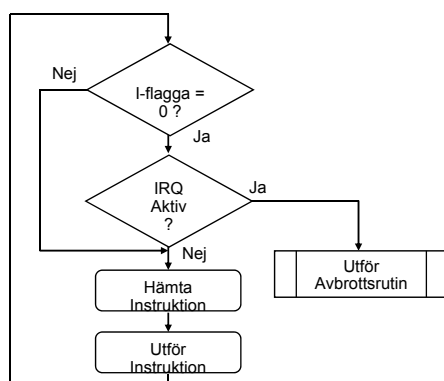 Nej
I-flagga =
0 ?
Ja
IRQ
Aktiv
?
Ja
Nej
Hämta
Instruktion
Utför
Avbrottsrutin
Utför
Instruktion